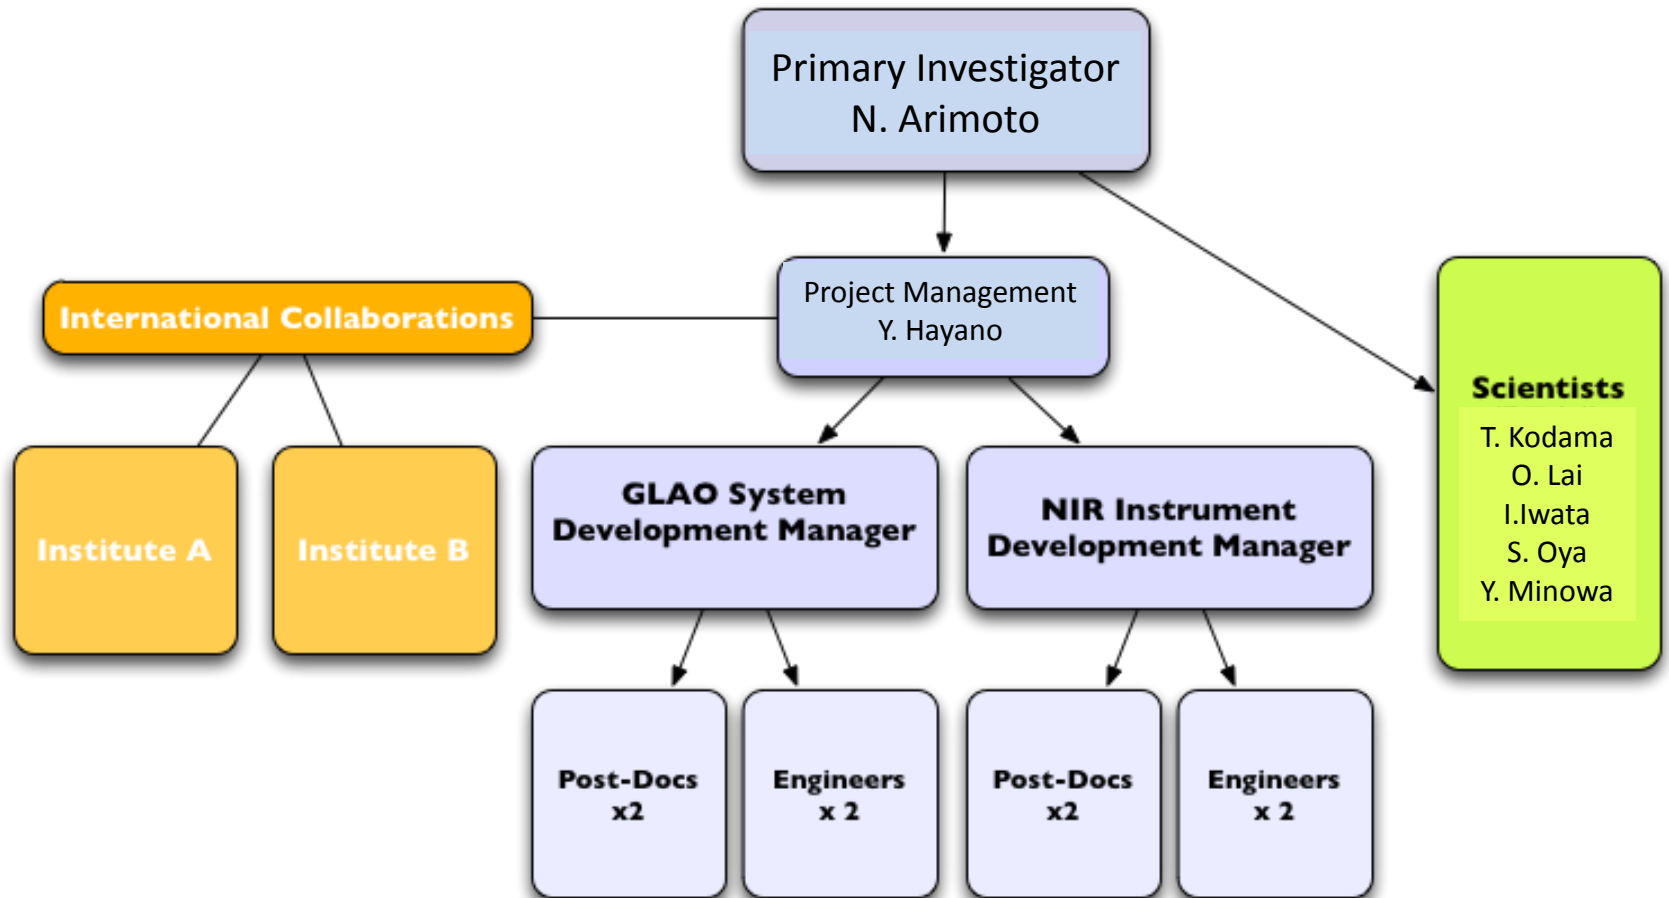 Primary Investigator
N. Arimoto
International Collaborations
Project Management
Y. Hayano
Scientists
T. Kodama
O. Lai
I.Iwata
S. Oya
Y. Minowa
Institute A
Institute B
GLAO System
Development Manager
NIR Instrument
Development Manager
Post-Docs
x2
Engineers
x 2
Post-Docs
x2
Engineers
x 2